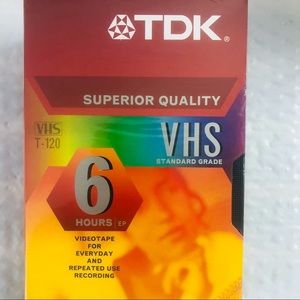 TDK®
SUPERIOR QUALITY
VHS
T-120
VHS
STANDARD GRADE
6
HOURS EP
VIDEOTAPE
FOR
EVERYDAY
AND
REPEATED USE
RECORDING